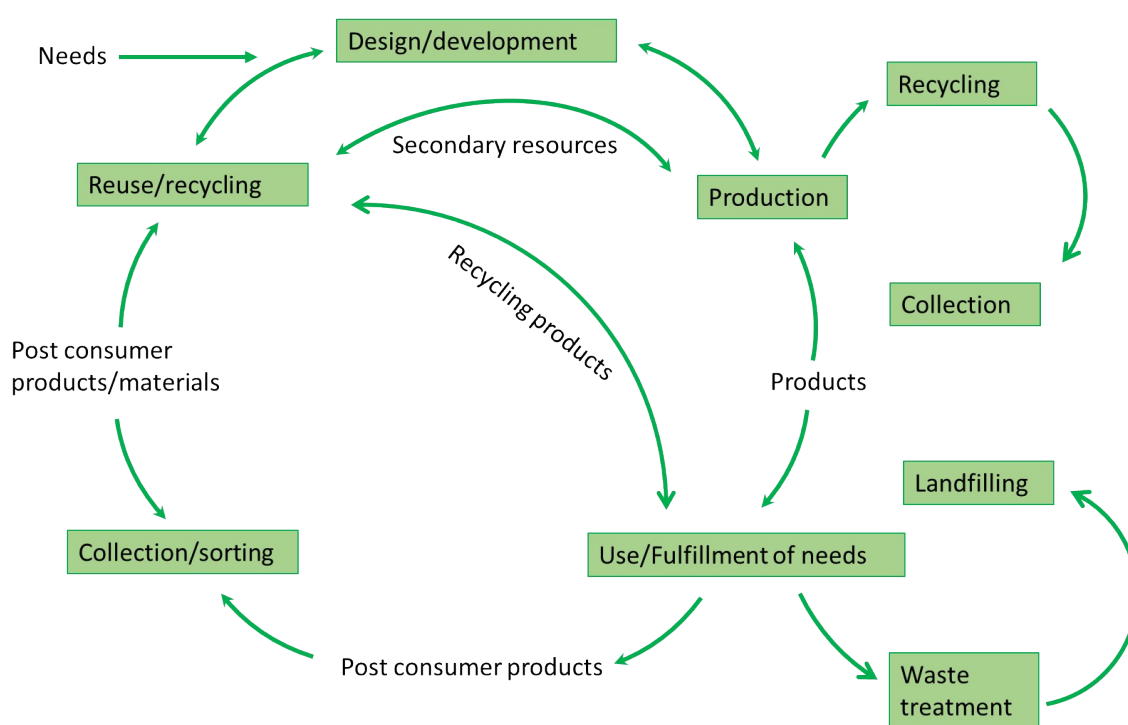 Design/development
Needs
Recycling
Secondary resources
Reuse/recycling
Production
Recycling products
Collection
Post consumer
products/materials
Products
Landfilling
Collection/sorting
Use/Fulfillment of needs
Post consumer products
Waste
treatment